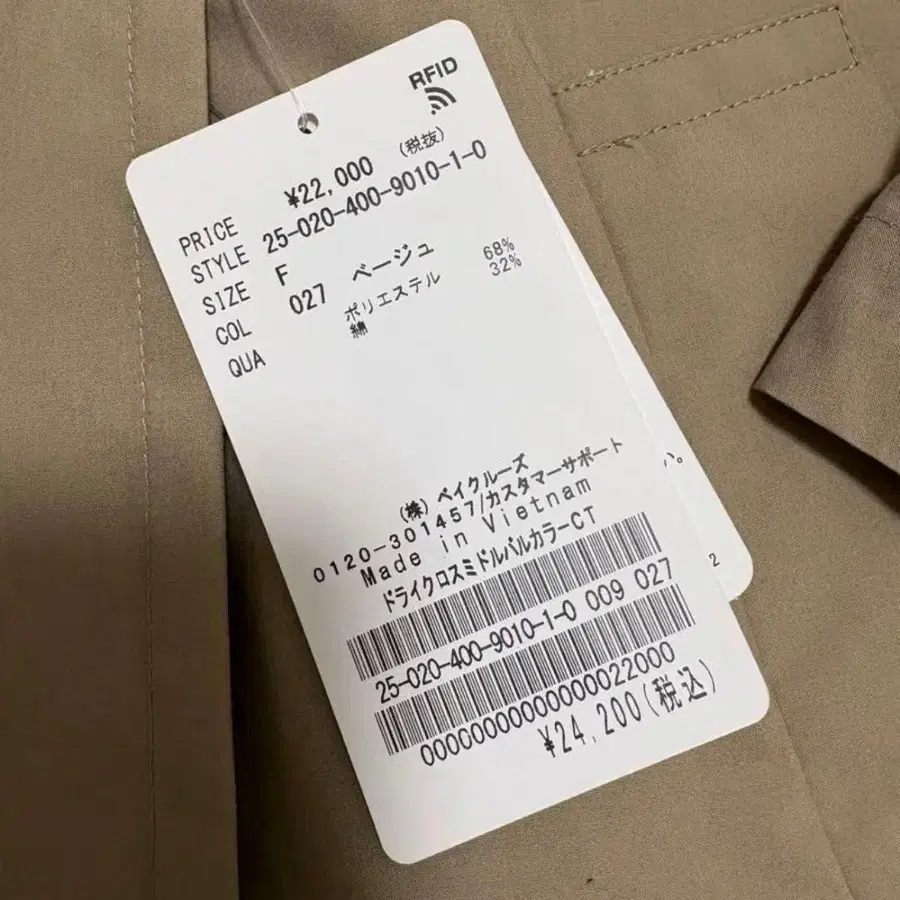 RFID
PRICE ¥22,000 (税抜)
STYLE 25-020-400-9010-1-0
SIZE F
COL 027 ベージュ
QUA ポリエステル 68%
綿 32%
(株) ベイクルーズ
0120-301457/カスタマーサポート
Made in Vietnam
ドライクロスミドルバルカラーCT
25-020-400-9010-1-0 009 027
00000000000000022000
¥24,200(税込)
い。
2